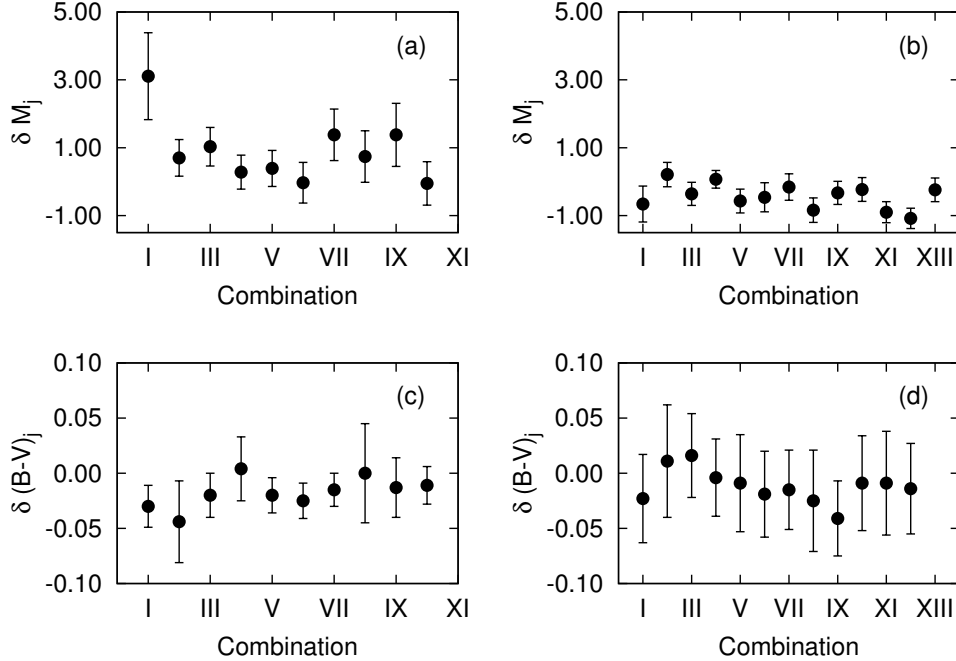 5.00
3.00
1.00
-1.00
δ M_j
(a)
I III V VII IX XI
Combination
5.00
3.00
1.00
-1.00
δ M_j
(b)
I III V VII IX XI XIII
Combination
0.10
0.05
0.00
-0.05
-0.10
δ (B-V)_j
(c)
I III V VII IX XI
Combination
0.10
0.05
0.00
-0.05
-0.10
δ (B-V)_j
(d)
I III V VII IX XI XIII
Combination